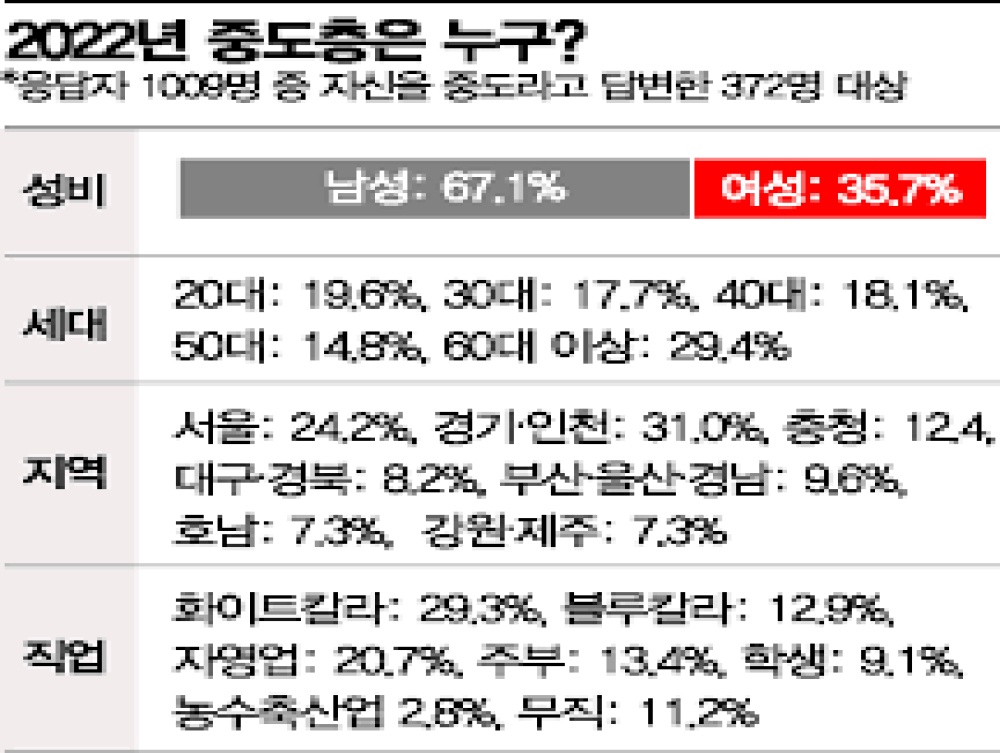 2022년 중도층은 누구?
*응답자 1009명 중 자신을 중도라고 답변한 372명 대상
성비
남성: 67.1%
여성: 35.7%
세대
20대: 19.6%, 30대: 17.7%, 40대: 18.1%,
50대: 14.8%, 60대 이상: 29.4%
지역
서울: 24.2%, 경기·인천: 31.0%, 충청: 12.4,
대구·경북: 8.2%, 부산·울산·경남: 9.6%,
호남: 7.3%, 강원·제주: 7.3%
직업
화이트칼라: 29.3%, 블루칼라: 12.9%,
자영업: 20.7%, 주부: 13.4%, 학생: 9.1%,
농수축산업 2.8%, 무직: 11.2%